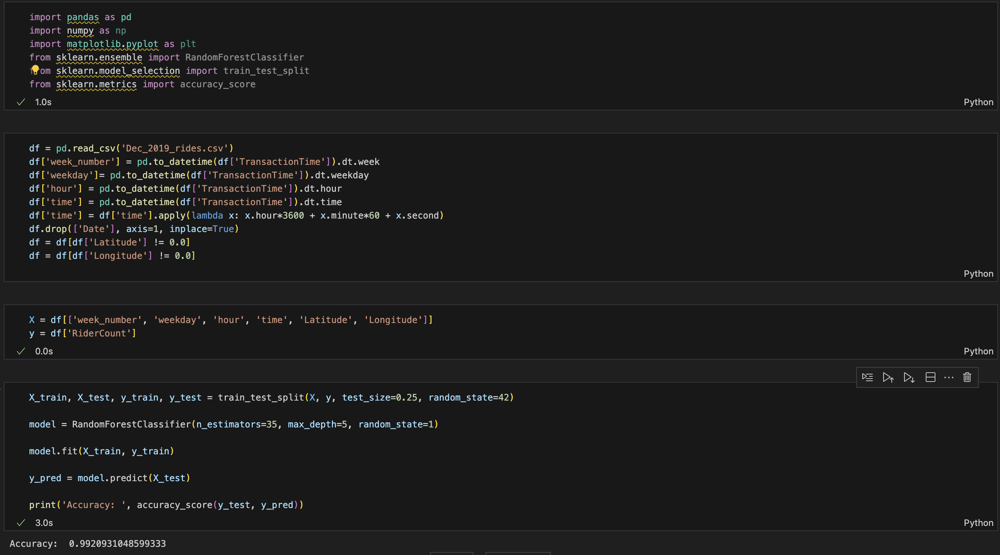 import pandas as pd
import numpy as np
import matplotlib.pyplot as plt
from sklearn.ensemble import RandomForestClassifier
from sklearn.model_selection import train_test_split
from sklearn.metrics import accuracy_score
1.0s
Python
df = pd.read_csv('Dec_2019_rides.csv')
df['week_number'] = pd.to_datetime(df['TransactionTime']).dt.week
df['weekday']= pd.to_datetime(df['TransactionTime']).dt.weekday
df['hour'] = pd.to_datetime(df['TransactionTime']).dt.hour
df['time'] = pd.to_datetime(df['TransactionTime']).dt.time
df['time'] = df['time'].apply(lambda x: x.hour*3600 + x.minute*60 + x.second)
df.drop(['Date'], axis=1, inplace=True)
df = df[df['Latitude'] != 0.0]
df = df[df['Longitude'] != 0.0]
Python
X = df[['week_number', 'weekday', 'hour', 'time', 'Latitude', 'Longitude']]
y = df['RiderCount']
0.0s
Python
X_train, X_test, y_train, y_test = train_test_split(X, y, test_size=0.25, random_state=42)
model = RandomForestClassifier(n_estimators=35, max_depth=5, random_state=1)
model.fit(X_train, y_train)
y_pred = model.predict(X_test)
print('Accuracy: ', accuracy_score(y_test, y_pred))
3.0s
Python
Accuracy:  0.9920931048599333